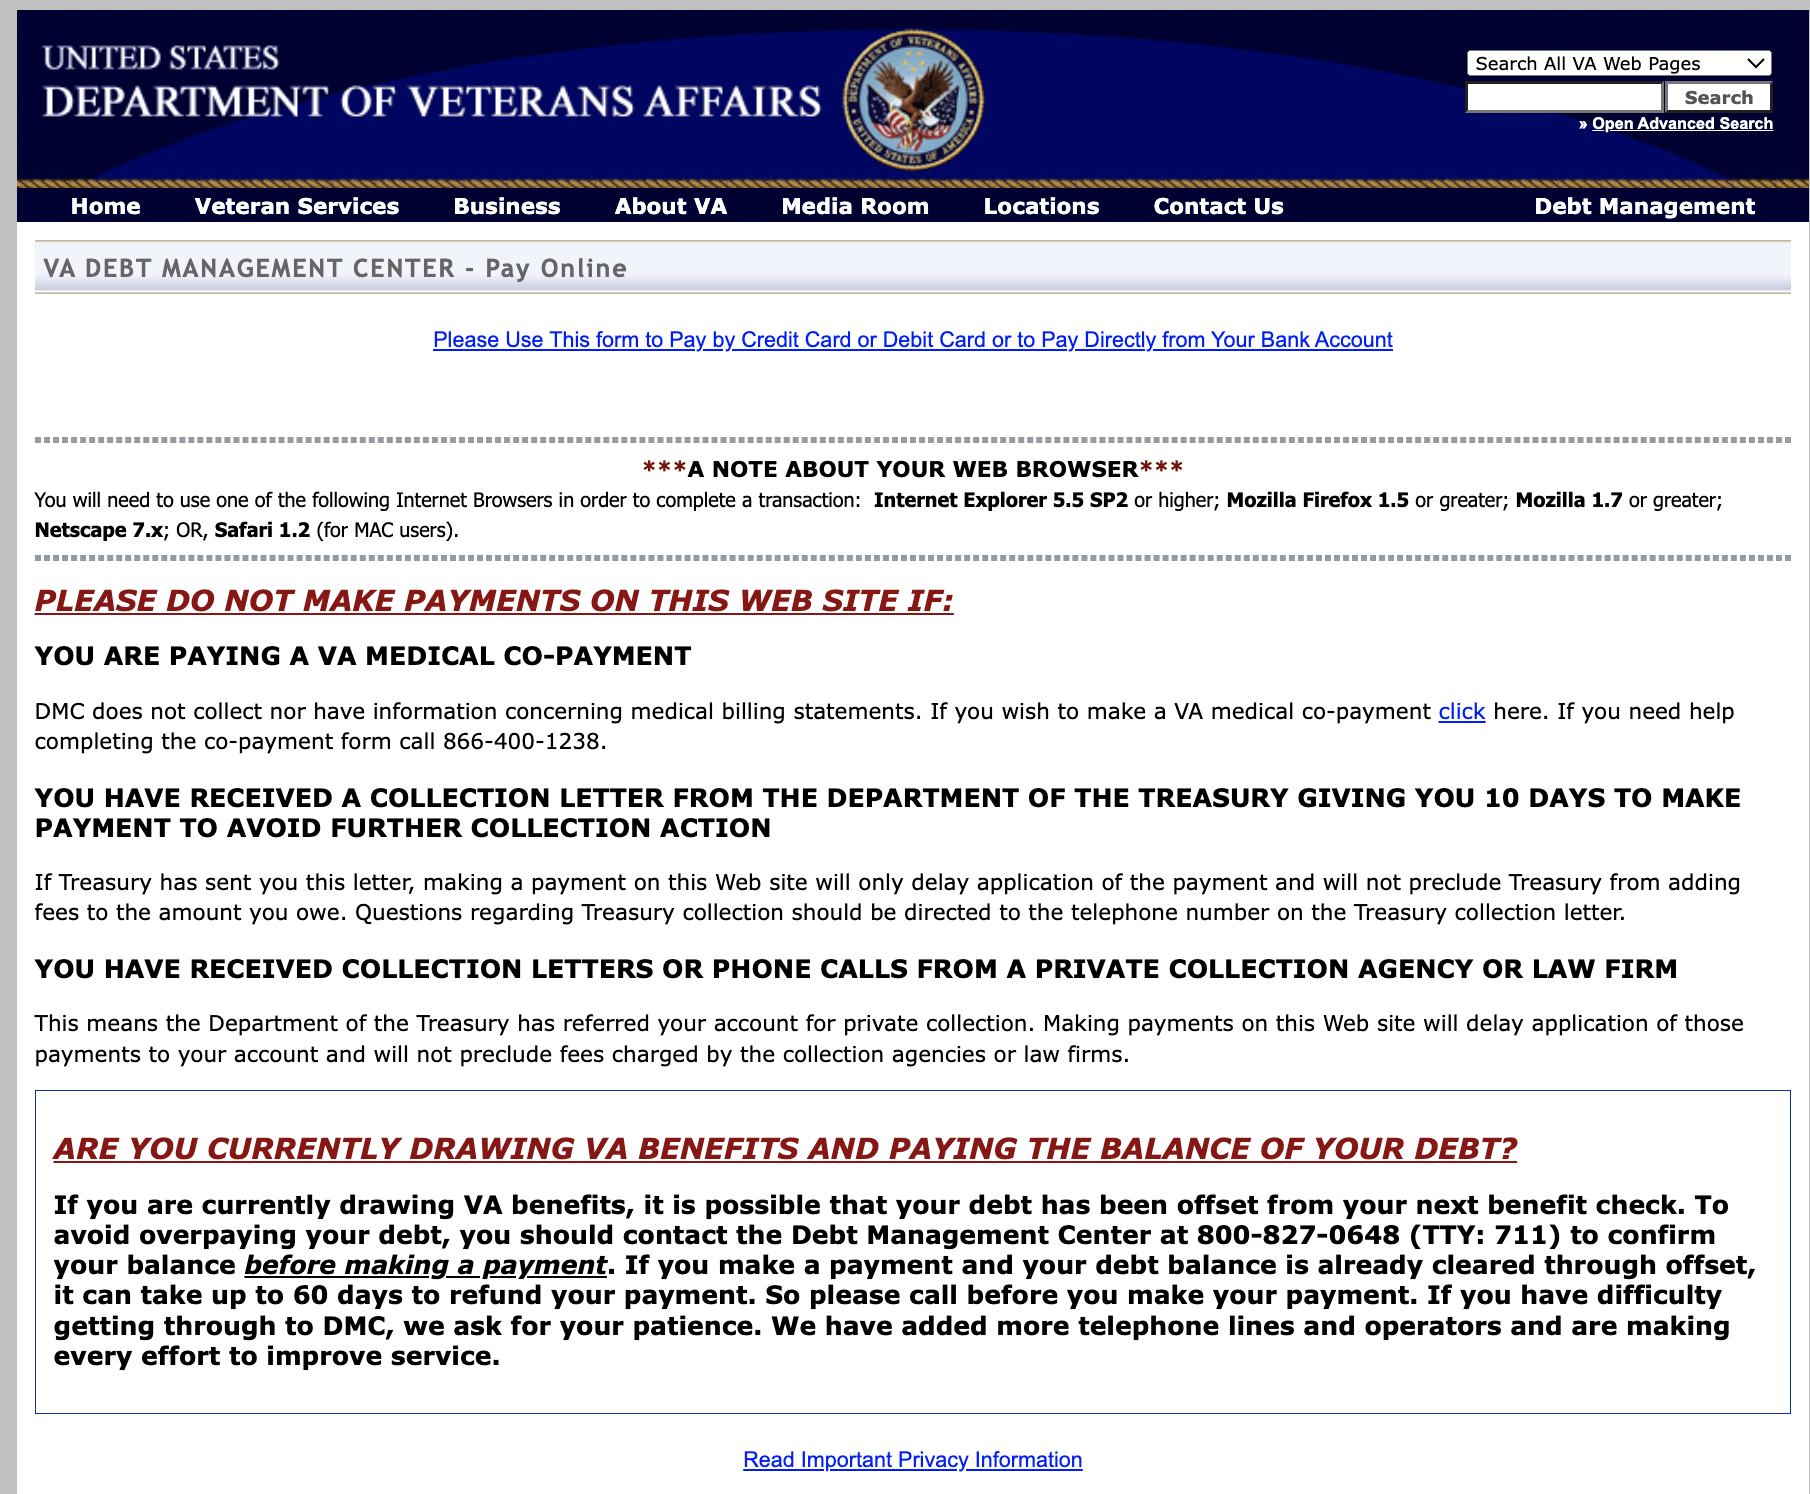 UNITED STATES
DEPARTMENT OF VETERANS AFFAIRS
DEPARTMENT OF VETERANS AFFAIRS
UNITED STATES OF AMERICA
Search All VA Web Pages
Search
» Open Advanced Search
Home Veteran Services Business About VA Media Room Locations Contact Us Debt Management
VA DEBT MANAGEMENT CENTER - Pay Online
Please Use This form to Pay by Credit Card or Debit Card or to Pay Directly from Your Bank Account
***A NOTE ABOUT YOUR WEB BROWSER***
You will need to use one of the following Internet Browsers in order to complete a transaction: Internet Explorer 5.5 SP2 or higher; Mozilla Firefox 1.5 or greater; Mozilla 1.7 or greater;
Netscape 7.x; OR, Safari 1.2 (for MAC users).
PLEASE DO NOT MAKE PAYMENTS ON THIS WEB SITE IF:
YOU ARE PAYING A VA MEDICAL CO-PAYMENT
DMC does not collect nor have information concerning medical billing statements. If you wish to make a VA medical co-payment click here. If you need help
completing the co-payment form call 866-400-1238.
YOU HAVE RECEIVED A COLLECTION LETTER FROM THE DEPARTMENT OF THE TREASURY GIVING YOU 10 DAYS TO MAKE
PAYMENT TO AVOID FURTHER COLLECTION ACTION
If Treasury has sent you this letter, making a payment on this Web site will only delay application of the payment and will not preclude Treasury from adding
fees to the amount you owe. Questions regarding Treasury collection should be directed to the telephone number on the Treasury collection letter.
YOU HAVE RECEIVED COLLECTION LETTERS OR PHONE CALLS FROM A PRIVATE COLLECTION AGENCY OR LAW FIRM
This means the Department of the Treasury has referred your account for private collection. Making payments on this Web site will delay application of those
payments to your account and will not preclude fees charged by the collection agencies or law firms.
ARE YOU CURRENTLY DRAWING VA BENEFITS AND PAYING THE BALANCE OF YOUR DEBT?
If you are currently drawing VA benefits, it is possible that your debt has been offset from your next benefit check. To
avoid overpaying your debt, you should contact the Debt Management Center at 800-827-0648 (TTY: 711) to confirm
your balance before making a payment. If you make a payment and your debt balance is already cleared through offset,
it can take up to 60 days to refund your payment. So please call before you make your payment. If you have difficulty
getting through to DMC, we ask for your patience. We have added more telephone lines and operators and are making
every effort to improve service.
Read Important Privacy Information